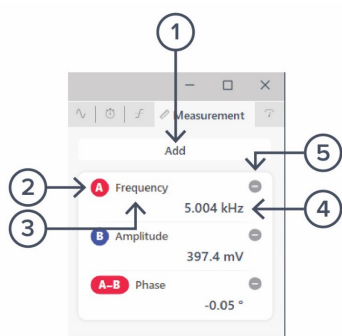 1
Measurement
Add
5
2
A Frequency
5.004 kHz
4
3
B Amplitude
397.4 mV
A-B Phase
-0.05 °